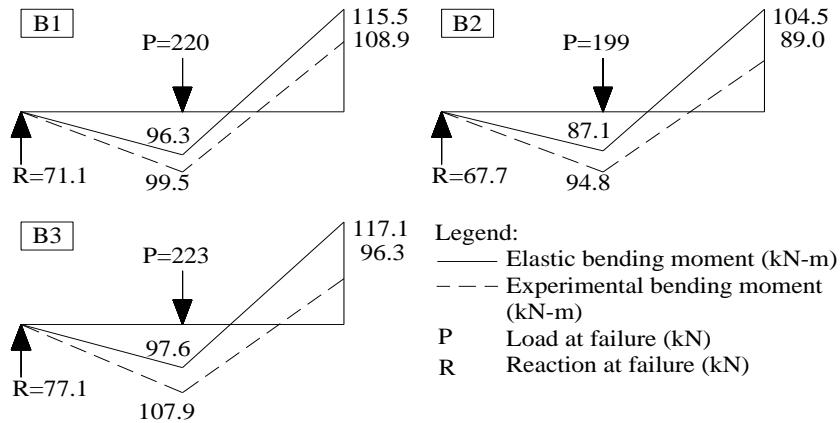 B1
115.5
108.9
P=220
96.3
R=71.1
99.5
B2
104.5
89.0
P=199
87.1
R=67.7
94.8
B3
117.1
96.3
P=223
97.6
R=77.1
107.9
Legend:
Elastic bending moment (kN-m)
Experimental bending moment
(kN-m)
P Load at failure (kN)
R Reaction at failure (kN)